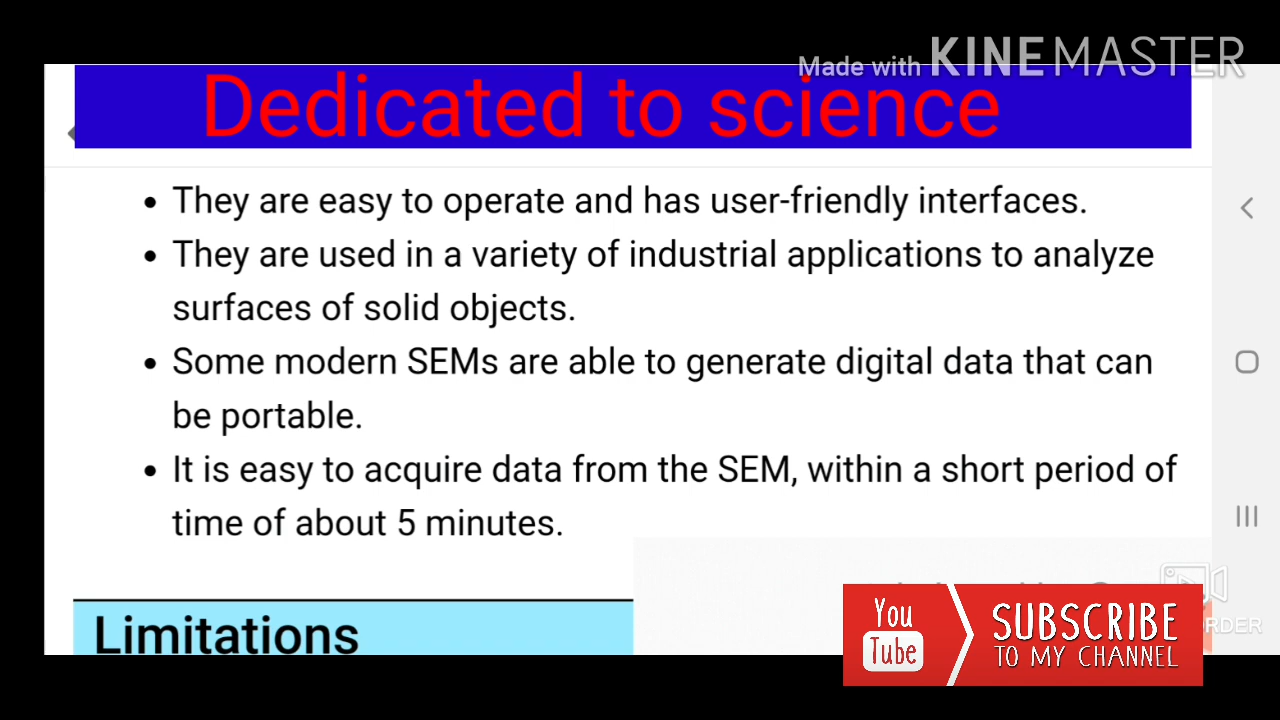 Made with KINEMASTER
Dedicated to science
• They are easy to operate and has user-friendly interfaces.
• They are used in a variety of industrial applications to analyze
surfaces of solid objects.
• Some modern SEMs are able to generate digital data that can
be portable.
• It is easy to acquire data from the SEM, within a short period of
time of about 5 minutes.
Limitations
You
Tube
SUBSCRIBE
TO MY CHANNEL